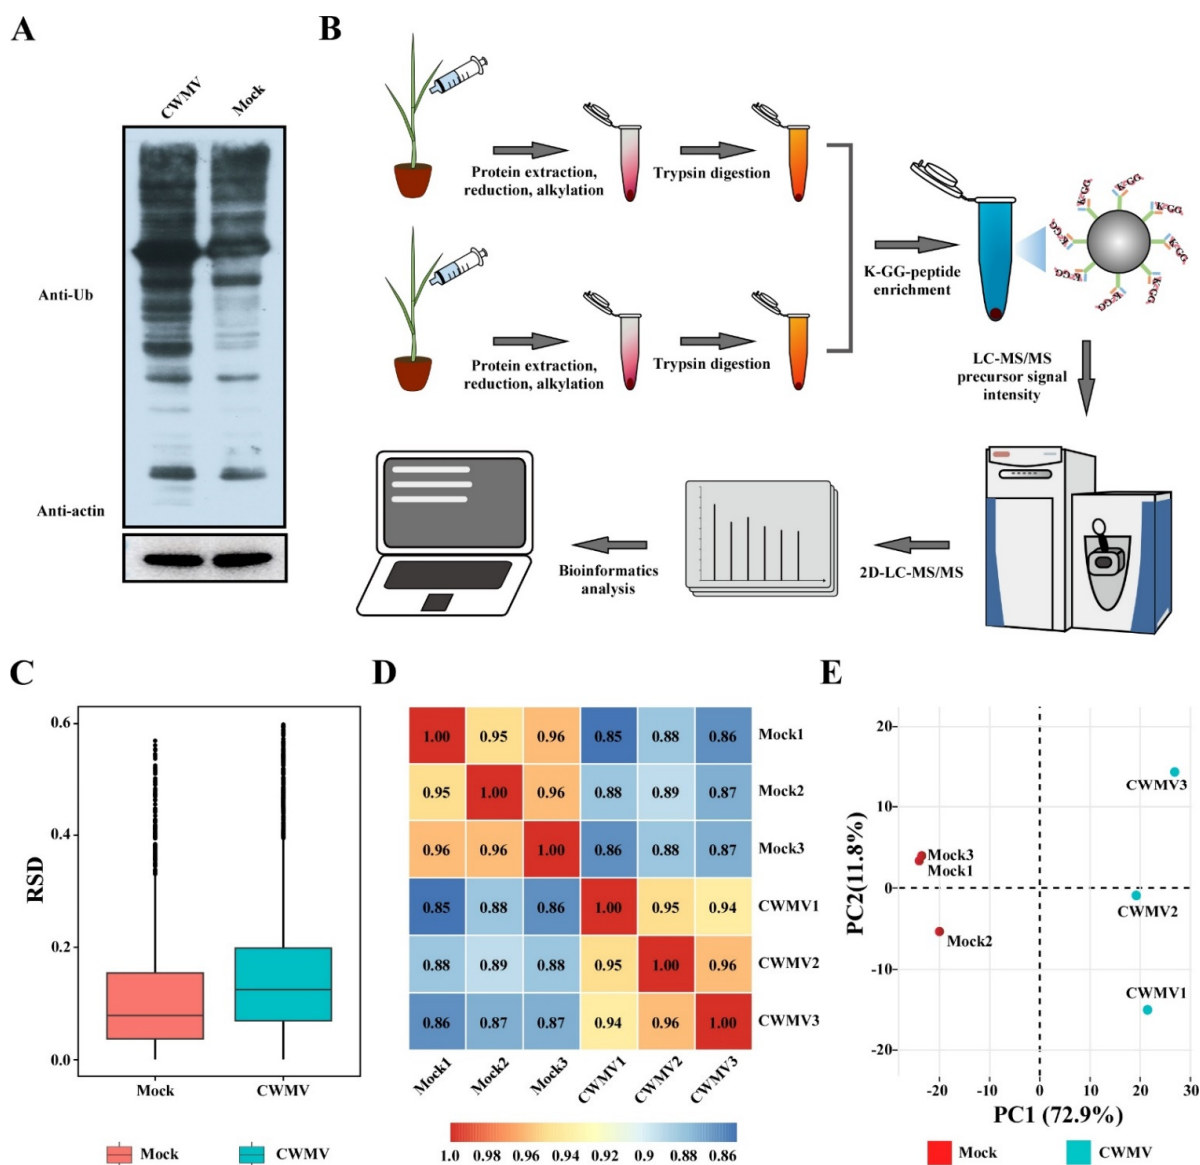 A
CWMV
Mock
Anti-Ub
Anti-actin
B
Protein extraction,
reduction, alkylation
Trypsin digestion
Protein extraction,
reduction, alkylation
Trypsin digestion
K-GG-peptide
enrichment
K-GG
K-GG
K-GG
K-GG
K-GG
K-GG
K-GG
K-GG
LC-MS/MS
precursor signal
intensity
2D-LC-MS/MS
Bioinformatics
analysis
C
RSD
0.6
0.4
0.2
0.0
Mock
CWMV
Mock
CWMV
D
1.00 0.95 0.96 0.85 0.88 0.86 Mock1
0.95 1.00 0.96 0.88 0.89 0.87 Mock2
0.96 0.96 1.00 0.86 0.88 0.87 Mock3
0.85 0.88 0.86 1.00 0.95 0.94 CWMV1
0.88 0.89 0.88 0.95 1.00 0.96 CWMV2
0.86 0.87 0.87 0.94 0.96 1.00 CWMV3
Mock1 Mock2 Mock3 CWMV1 CWMV2 CWMV3
1.0 0.98 0.96 0.94 0.92 0.9 0.88 0.86
E
PC2(11.8%)
20
10
0
-10
-20
CWMV3
Mock3
Mock1
CWMV2
Mock2
CWMV1
-20 -10 0 10 20 30
PC1 (72.9%)
Mock
CWMV